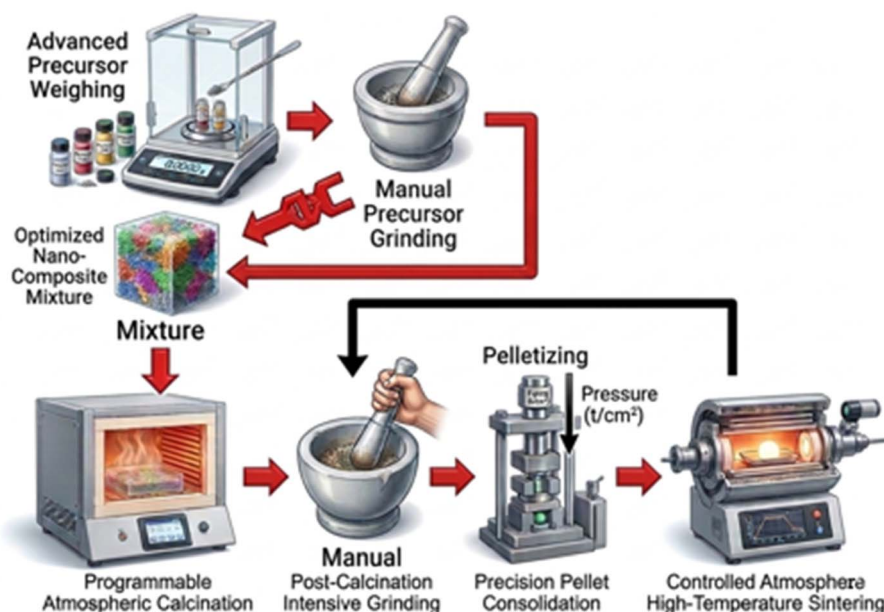 Advanced
Precursor
Weighing
Manual
Precursor
Grinding
Optimized
Nano-
Composite
Mixture
Mixture
Pelletizing
Pressure
(t/cm²)
Manual
Programmable
Atmospheric Calcination
Post-Calcination
Intensive Grinding
Precision Pellet
Consolidation
Controlled Atmosphera
High-Temperature Sintering